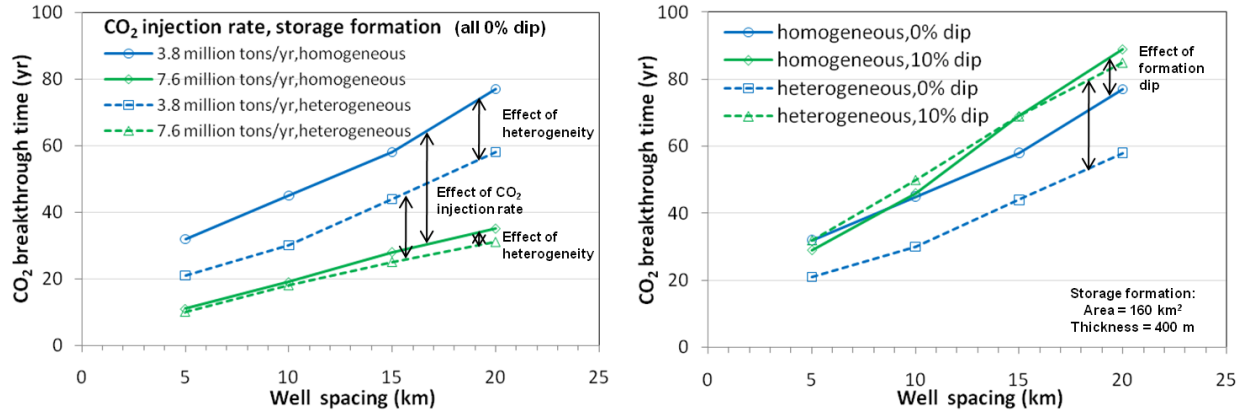 CO2 injection rate, storage formation (all 0% dip)
3.8 million tons/yr,homogeneous
7.6 million tons/yr,homogeneous
3.8 million tons/yr,heterogeneous
7.6 million tons/yr,heterogeneous
Effect of
heterogeneity
Effect of CO2
injection rate
Effect of
heterogeneity
CO2 breakthrough time (yr)
100
80
60
40
20
0
0 5 10 15 20 25
Well spacing (km)
homogeneous,0% dip
homogeneous,10% dip
heterogeneous,0% dip
heterogeneous,10% dip
Effect of
formation
dip
Storage formation:
Area = 160 km2
Thickness = 400 m
CO2 breakthrough time (yr)
100
80
60
40
20
0
0 5 10 15 20 25
Well spacing (km)